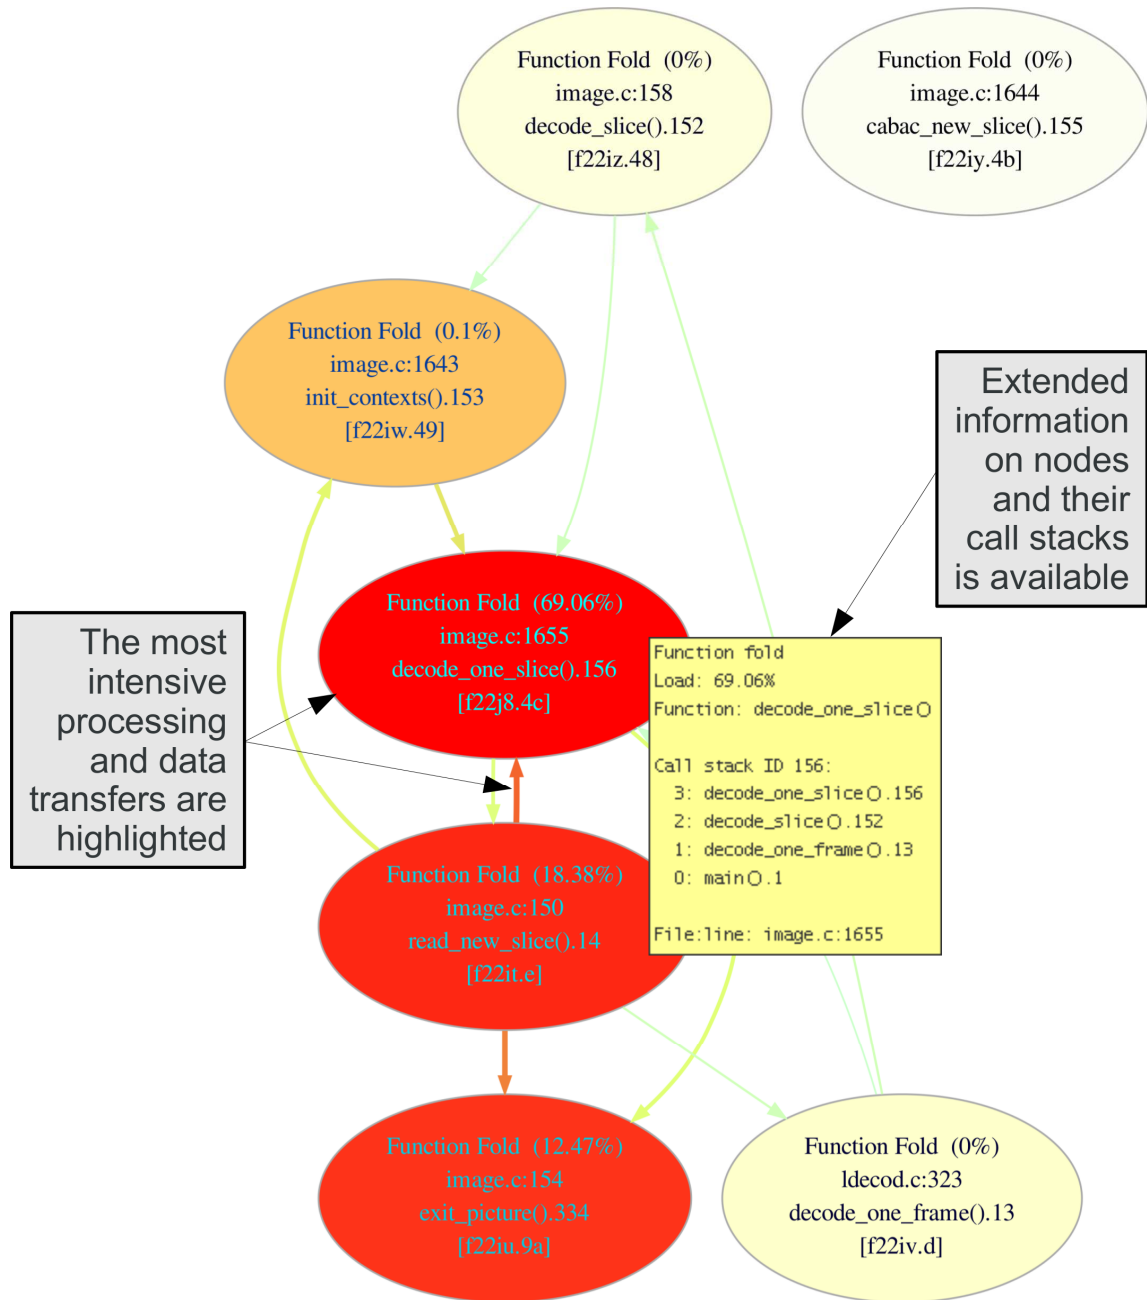 Function Fold  (0%)
image.c:158
decode_slice().152
[f22iz.48]
Function Fold  (0%)
image.c:1644
cabac_new_slice().155
[f22iy.4b]
Function Fold  (0.1%)
image.c:1643
init_contexts().153
[f22iw.49]
Extended
information
on nodes
and their
call stacks
is available
Function Fold  (69.06%)
image.c:1655
decode_one_slice().156
[f22j8.4c]
The most
intensive
processing
and data
transfers are
highlighted
Function fold
Load: 69.06%
Function: decode_one_slice()
Call stack ID 156:
3: decode_one_slice().156
2: decode_slice().152
1: decode_one_frame().13
0: main().1
File:line: image.c:1655
Function Fold  (18.38%)
image.c:150
read_new_slice().14
[f22it.e]
Function Fold  (12.47%)
image.c:154
exit_picture().334
[f22iu.9a]
Function Fold  (0%)
ldecod.c:323
decode_one_frame().13
[f22iv.d]